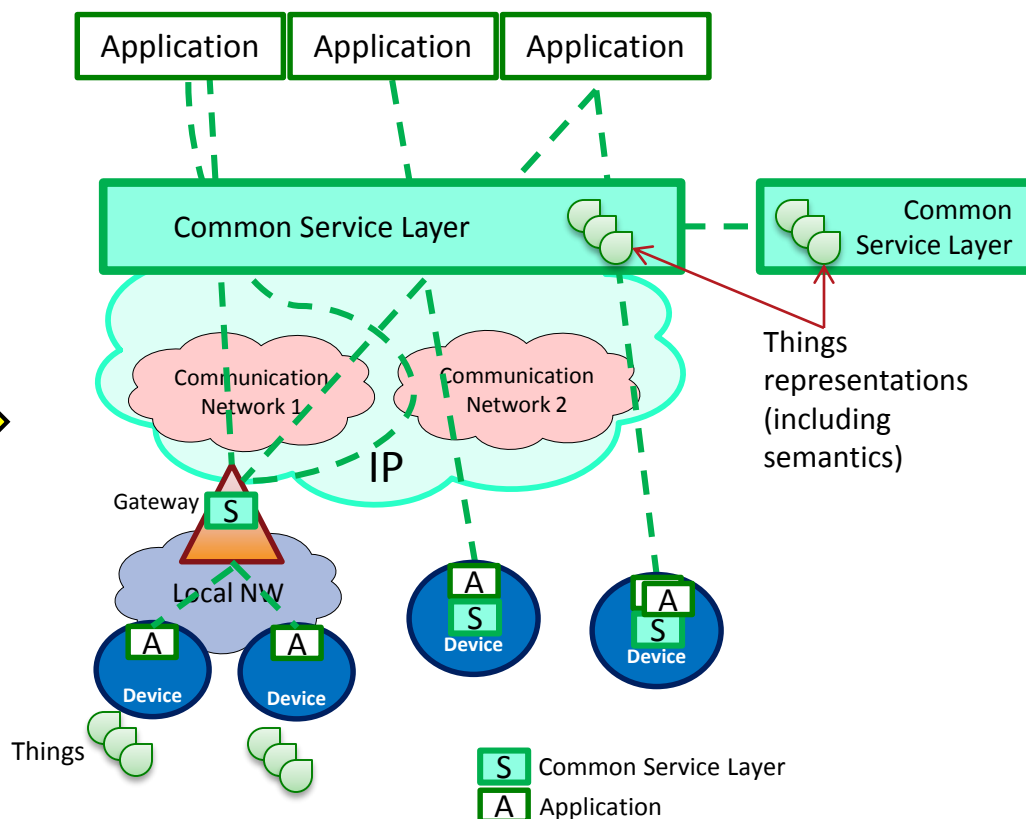 Application
Application
Application
Common Service Layer
Common
Service Layer
Things
representations
(including
semantics)
Communication
Network 1
Communication
Network 2
IP
Gateway
S
Local NW
A
Device
A
Device
A
S
Device
A
S
Device
Things
S Common Service Layer
A Application